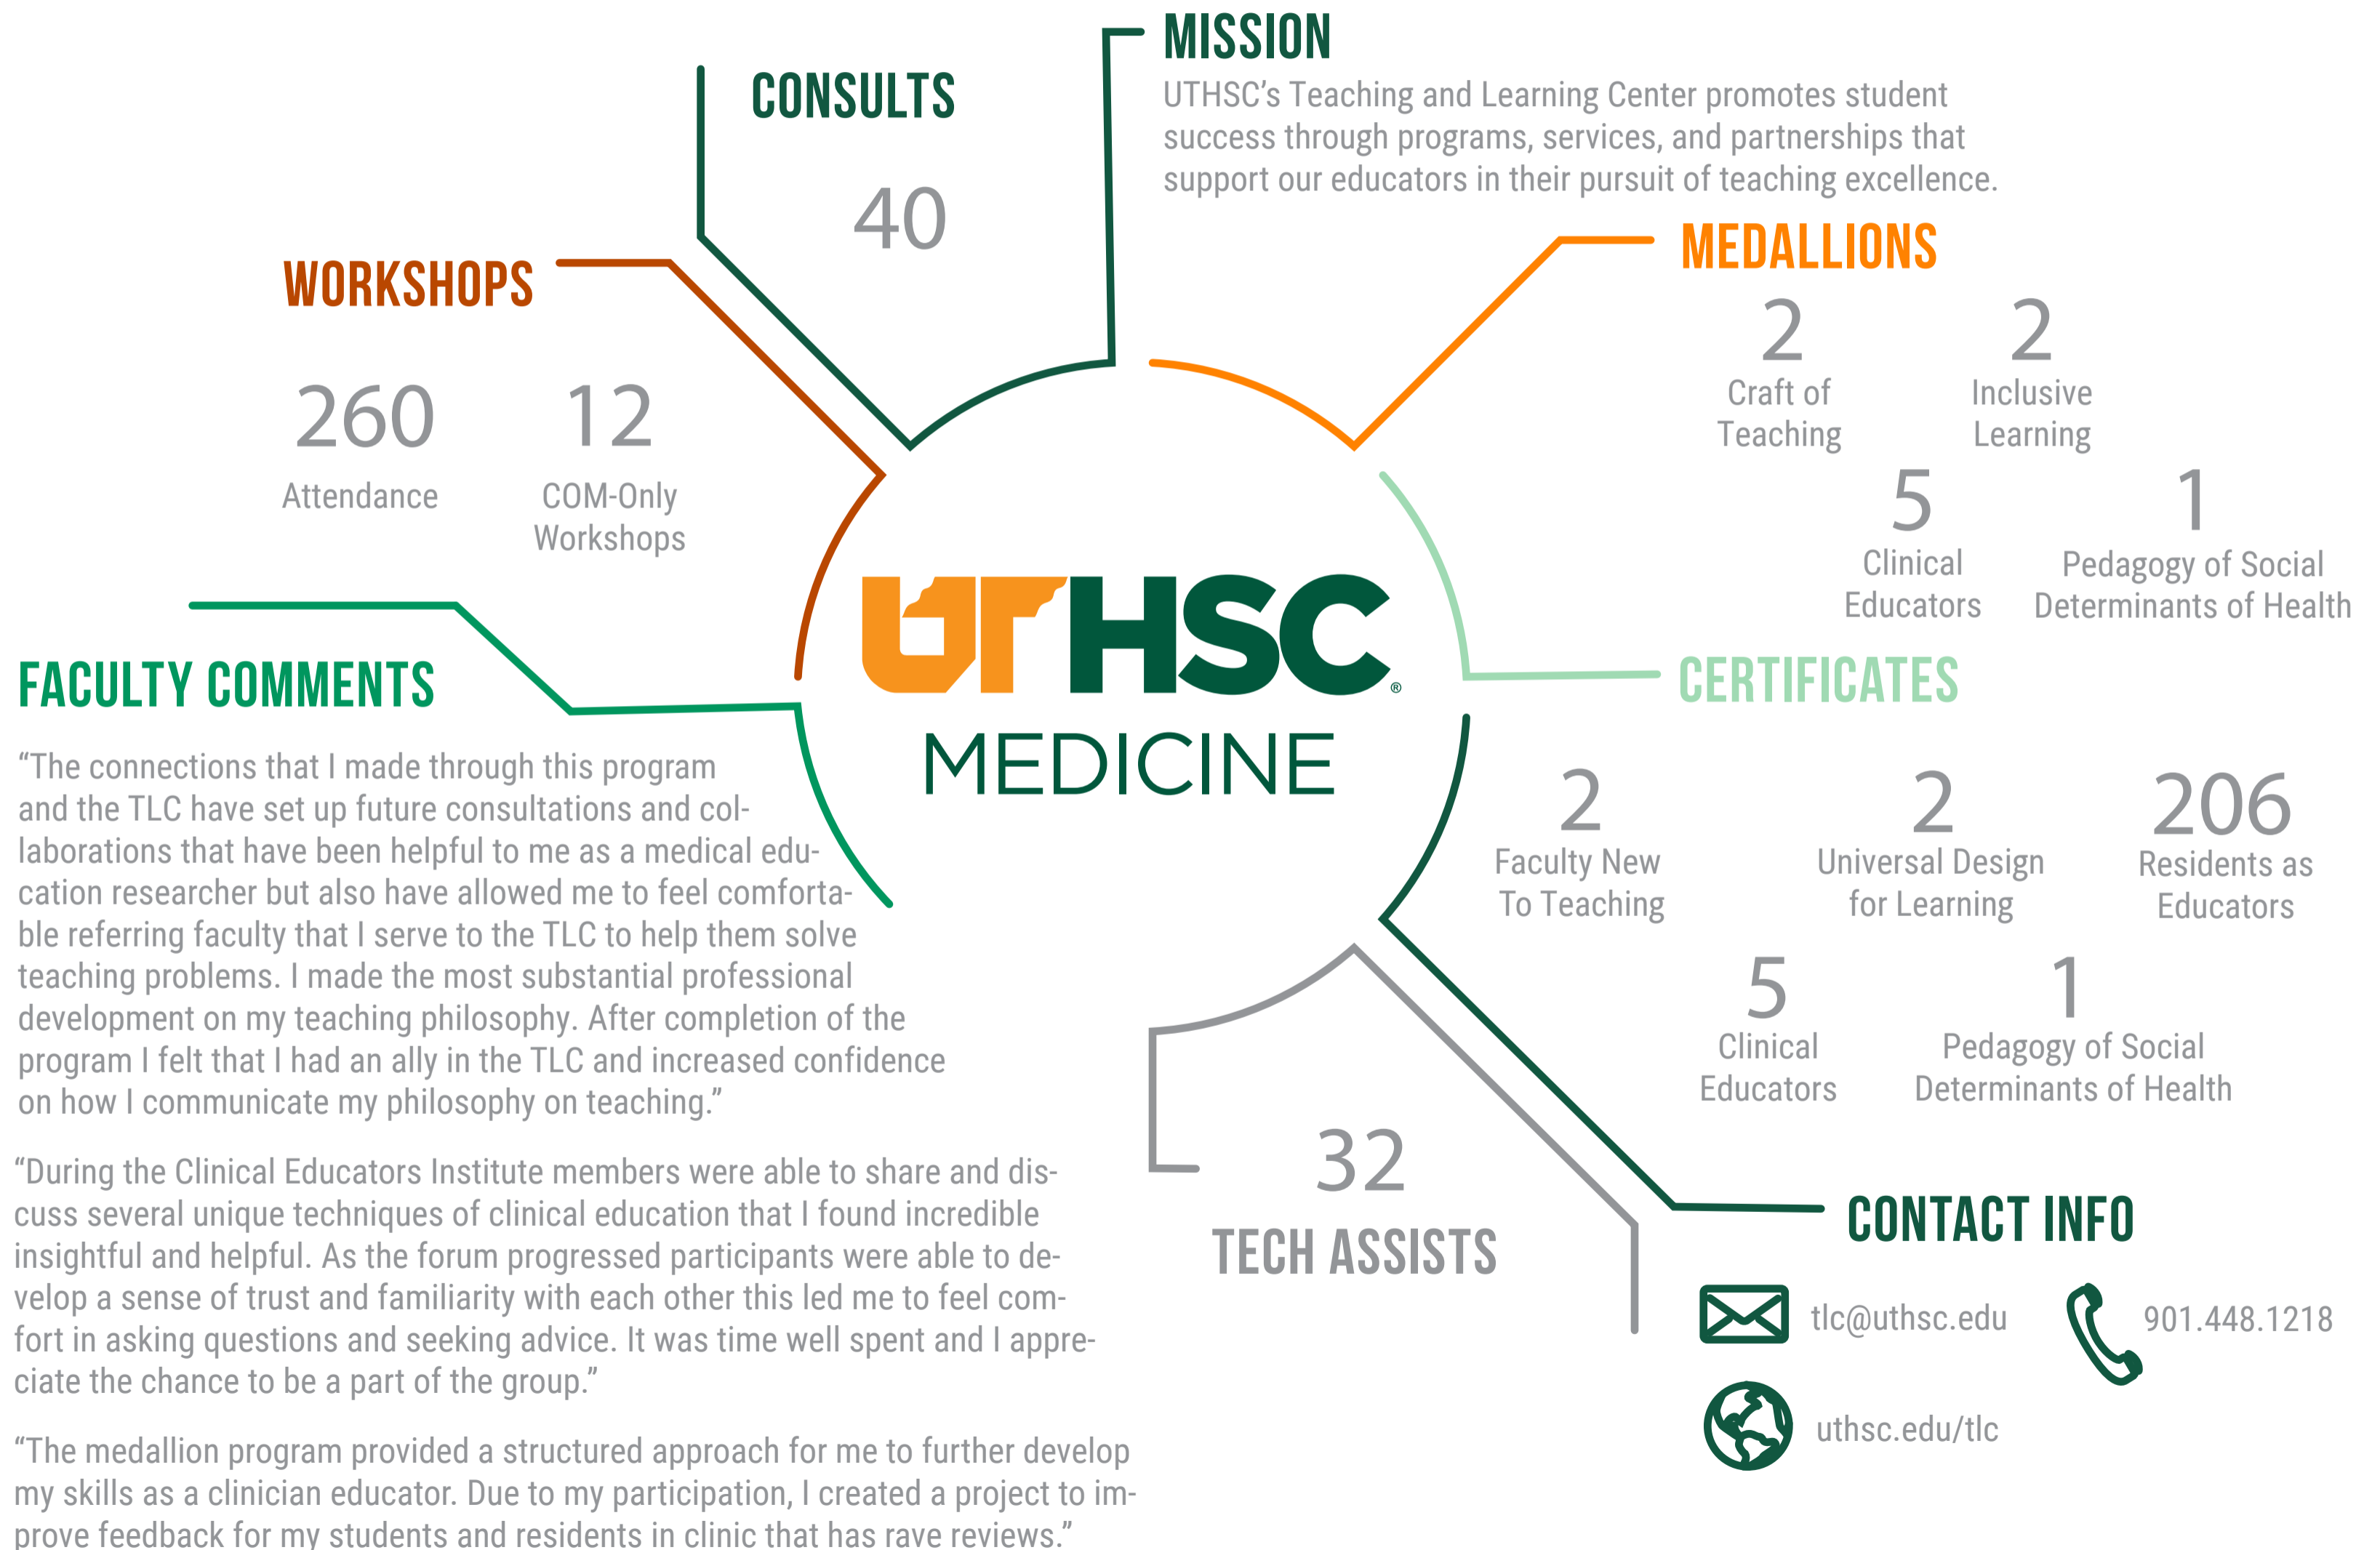 MISSION
UTHSC's Teaching and Learning Center promotes student
success through programs, services, and partnerships that
support our educators in their pursuit of teaching excellence.
CONSULTS
40
WORKSHOPS
260
Attendance
12
COM-Only
Workshops
MEDALLIONS
2
Craft of
Teaching
2
Inclusive
Learning
5
Clinical
Educators
1
Pedagogy of Social
Determinants of Health
UTHSC®
MEDICINE
FACULTY COMMENTS
“The connections that I made through this program
and the TLC have set up future consultations and col-
laborations that have been helpful to me as a medical edu-
cation researcher but also have allowed me to feel comforta-
ble referring faculty that I serve to the TLC to help them solve
teaching problems. I made the most substantial professional
development on my teaching philosophy. After completion of the
program I felt that I had an ally in the TLC and increased confidence
on how I communicate my philosophy on teaching.”
“During the Clinical Educators Institute members were able to share and dis-
cuss several unique techniques of clinical education that I found incredible
insightful and helpful. As the forum progressed participants were able to de-
velop a sense of trust and familiarity with each other this led me to feel com-
fort in asking questions and seeking advice. It was time well spent and I appre-
ciate the chance to be a part of the group.”
“The medallion program provided a structured approach for me to further develop
my skills as a clinician educator. Due to my participation, I created a project to im-
prove feedback for my students and residents in clinic that has rave reviews.”
CERTIFICATES
2
Faculty New
To Teaching
2
Universal Design
for Learning
206
Residents as
Educators
5
Clinical
Educators
1
Pedagogy of Social
Determinants of Health
32
TECH ASSISTS
CONTACT INFO
tlc@uthsc.edu
901.448.1218
uthsc.edu/tlc